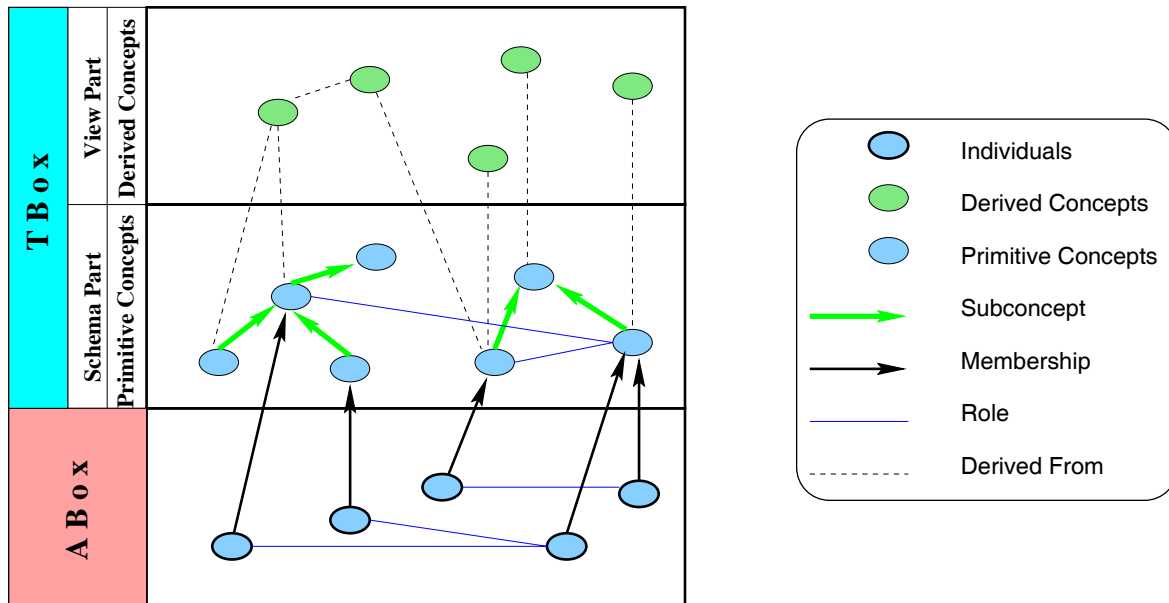 T B o x
View Part
Derived Concepts
Schema Part
Primitive Concepts
A B o x
Individuals
Derived Concepts
Primitive Concepts
Subconcept
Membership
Role
Derived From